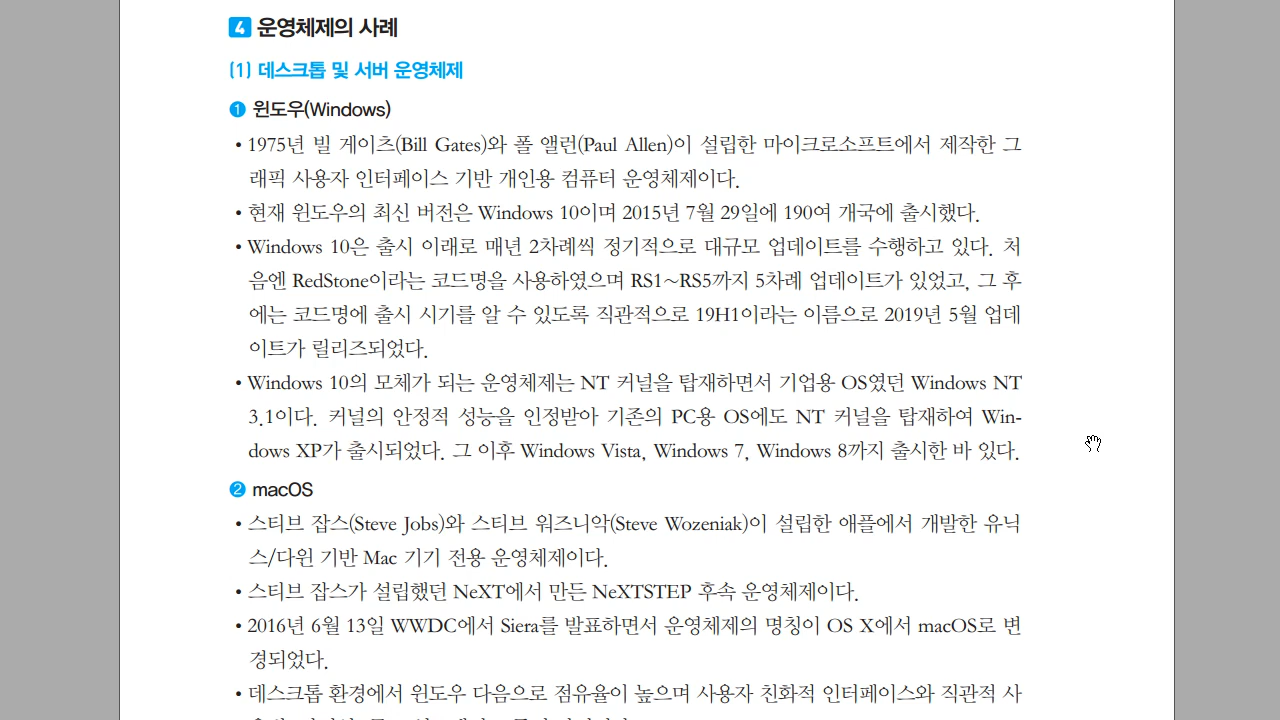 4 운영체제의 사례
(1) 데스크톱 및 서버 운영체제
❶ 윈도우(Windows)
• 1975년 빌 게이츠(Bill Gates)와 폴 앨런(Paul Allen)이 설립한 마이크로소프트에서 제작한 그
래픽 사용자 인터페이스 기반 개인용 컴퓨터 운영체제이다.
• 현재 윈도우의 최신 버전은 Windows 10이며 2015년 7월 29일에 190여 개국에 출시했다.
• Windows 10은 출시 이래로 매년 2차례씩 정기적으로 대규모 업데이트를 수행하고 있다. 처
음엔 RedStone이라는 코드명을 사용하였으며 RS1~RS5까지 5차례 업데이트가 있었고, 그 후
에는 코드명에 출시 시기를 알 수 있도록 직관적으로 19H1이라는 이름으로 2019년 5월 업데
이트가 릴리즈되었다.
• Windows 10의 모체가 되는 운영체제는 NT 커널을 탑재하면서 기업용 OS였던 Windows NT
3.1이다. 커널의 안정적 성능을 인정받아 기존의 PC용 OS에도 NT 커널을 탑재하여 Win-
dows XP가 출시되었다. 그 이후 Windows Vista, Windows 7, Windows 8까지 출시한 바 있다.
❷ macOS
• 스티브 잡스(Steve Jobs)와 스티브 워즈니악(Steve Wozeniak)이 설립한 애플에서 개발한 유닉
스/다윈 기반 Mac 기기 전용 운영체제이다.
• 스티브 잡스가 설립했던 NeXT에서 만든 NeXTSTEP 후속 운영체제이다.
• 2016년 6월 13일 WWDC에서 Siera를 발표하면서 운영체제의 명칭이 OS X에서 macOS로 변
경되었다.
• 데스크톱 환경에서 윈도우 다음으로 점유율이 높으며 사용자 친화적 인터페이스와 직관적 사